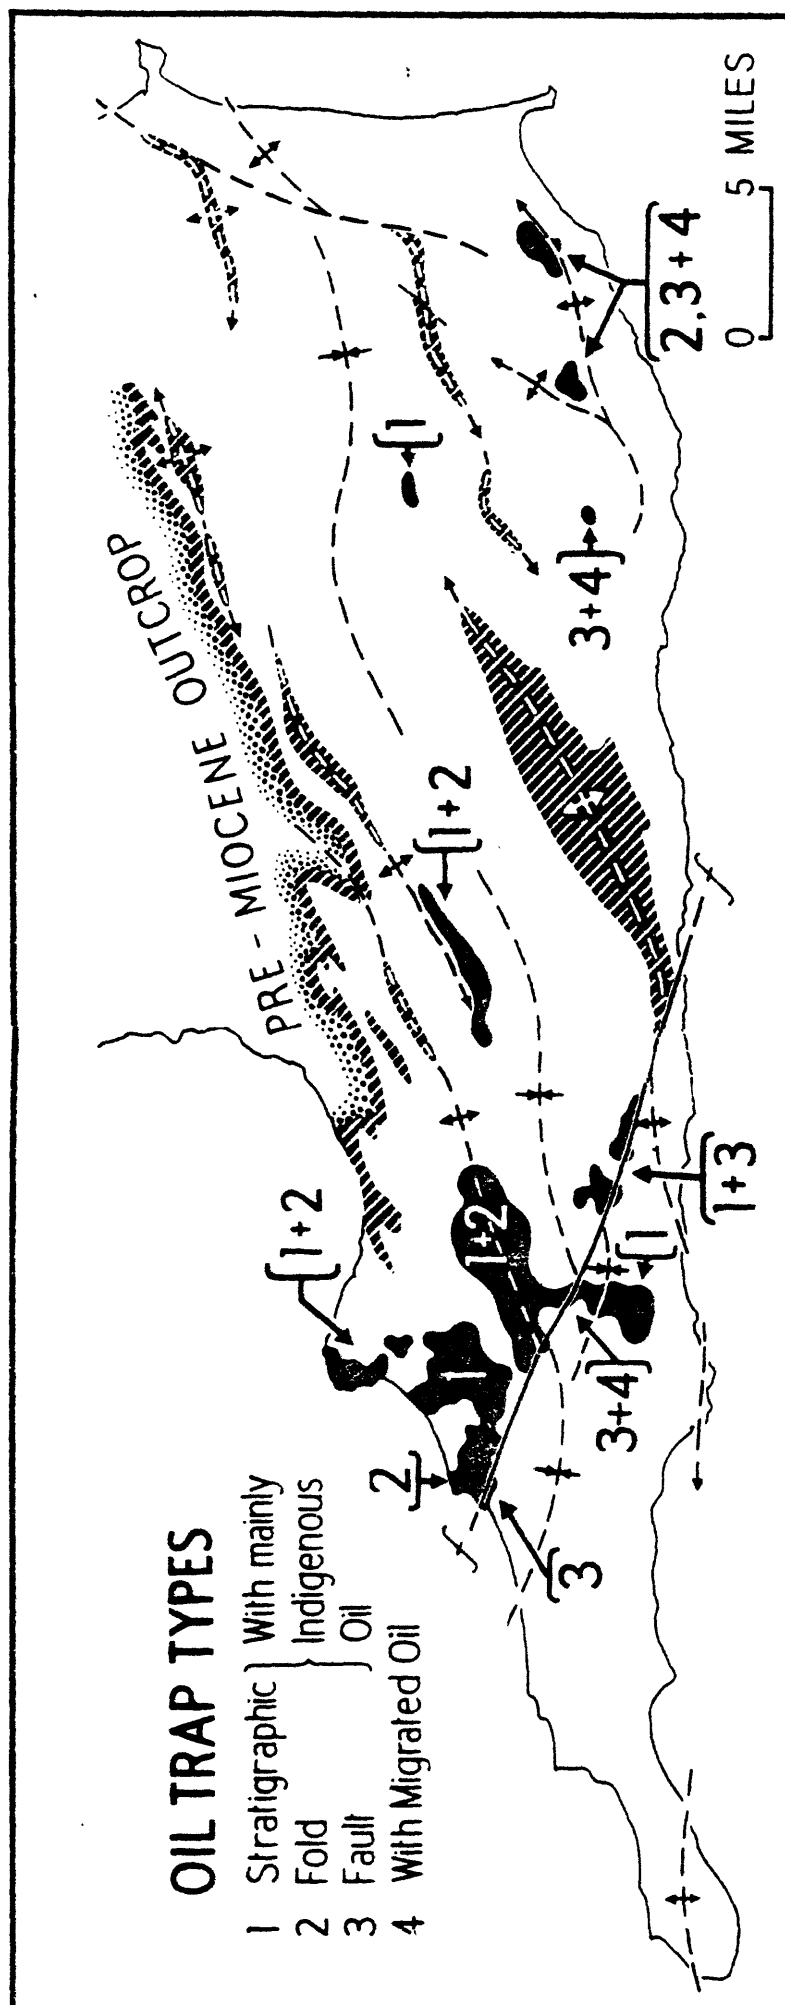 OIL TRAP TYPES
1 Stratigraphic } With mainly
2 Fold Indigenous
3 Fault Oil
4 With Migrated Oil
PRE - MIOCENE OUTCROP
2
3
1
[1+2
1+2
3+4]
[1
[1+3
[1+2
[1
3+4]
[2,3+4
0 5 MILES